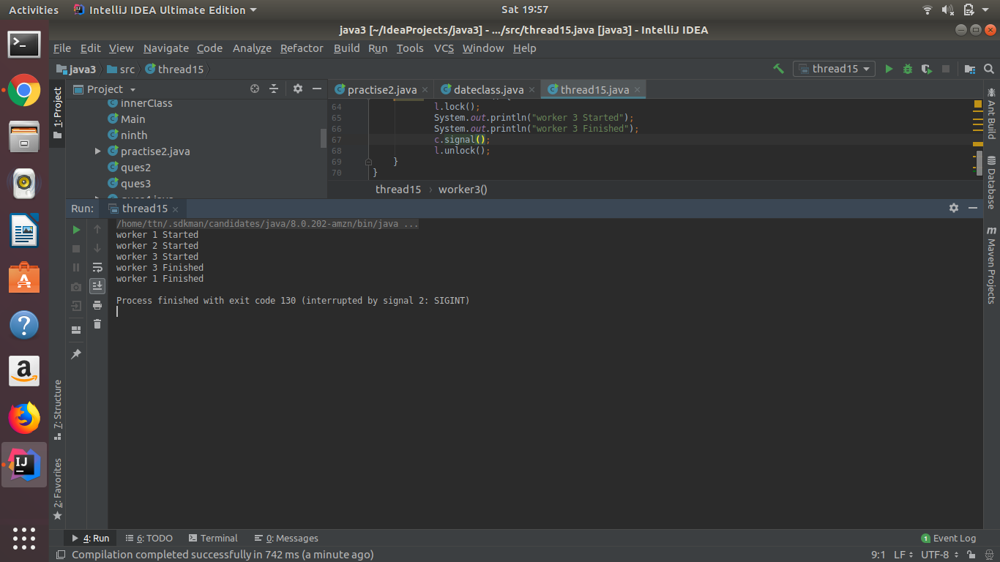 Activities IntelliJ IDEA Ultimate Edition Sat 19:57
java3 [~/IdeaProjects/java3] - .../src/thread15.java [java3] - IntelliJ IDEA
File Edit View Navigate Code Analyze Refactor Build Run Tools VCS Window Help
java3 src thread15 thread15
1: Project
Project
innerClass
Main
ninth
practise2.java
ques2
ques3
practise2.java dateclass.java thread15.java
64 l.lock();
65 System.out.println("worker 3 Started");
66 System.out.println("worker 3 Finished");
67 c.signal();
68 l.unlock();
69 }
70 }
thread15 worker3()
Ant Build
Database
Maven Projects
Run: thread15
/home/ttn/.sdkman/candidates/java/8.0.202-amzn/bin/java ...
worker 1 Started
worker 2 Started
worker 3 Started
worker 3 Finished
worker 1 Finished
Process finished with exit code 130 (interrupted by signal 2: SIGINT)
7: Structure
2: Favorites
4: Run 6: TODO Terminal 0: Messages 1 Event Log
Compilation completed successfully in 742 ms (a minute ago) 9:1 LF UTF-8